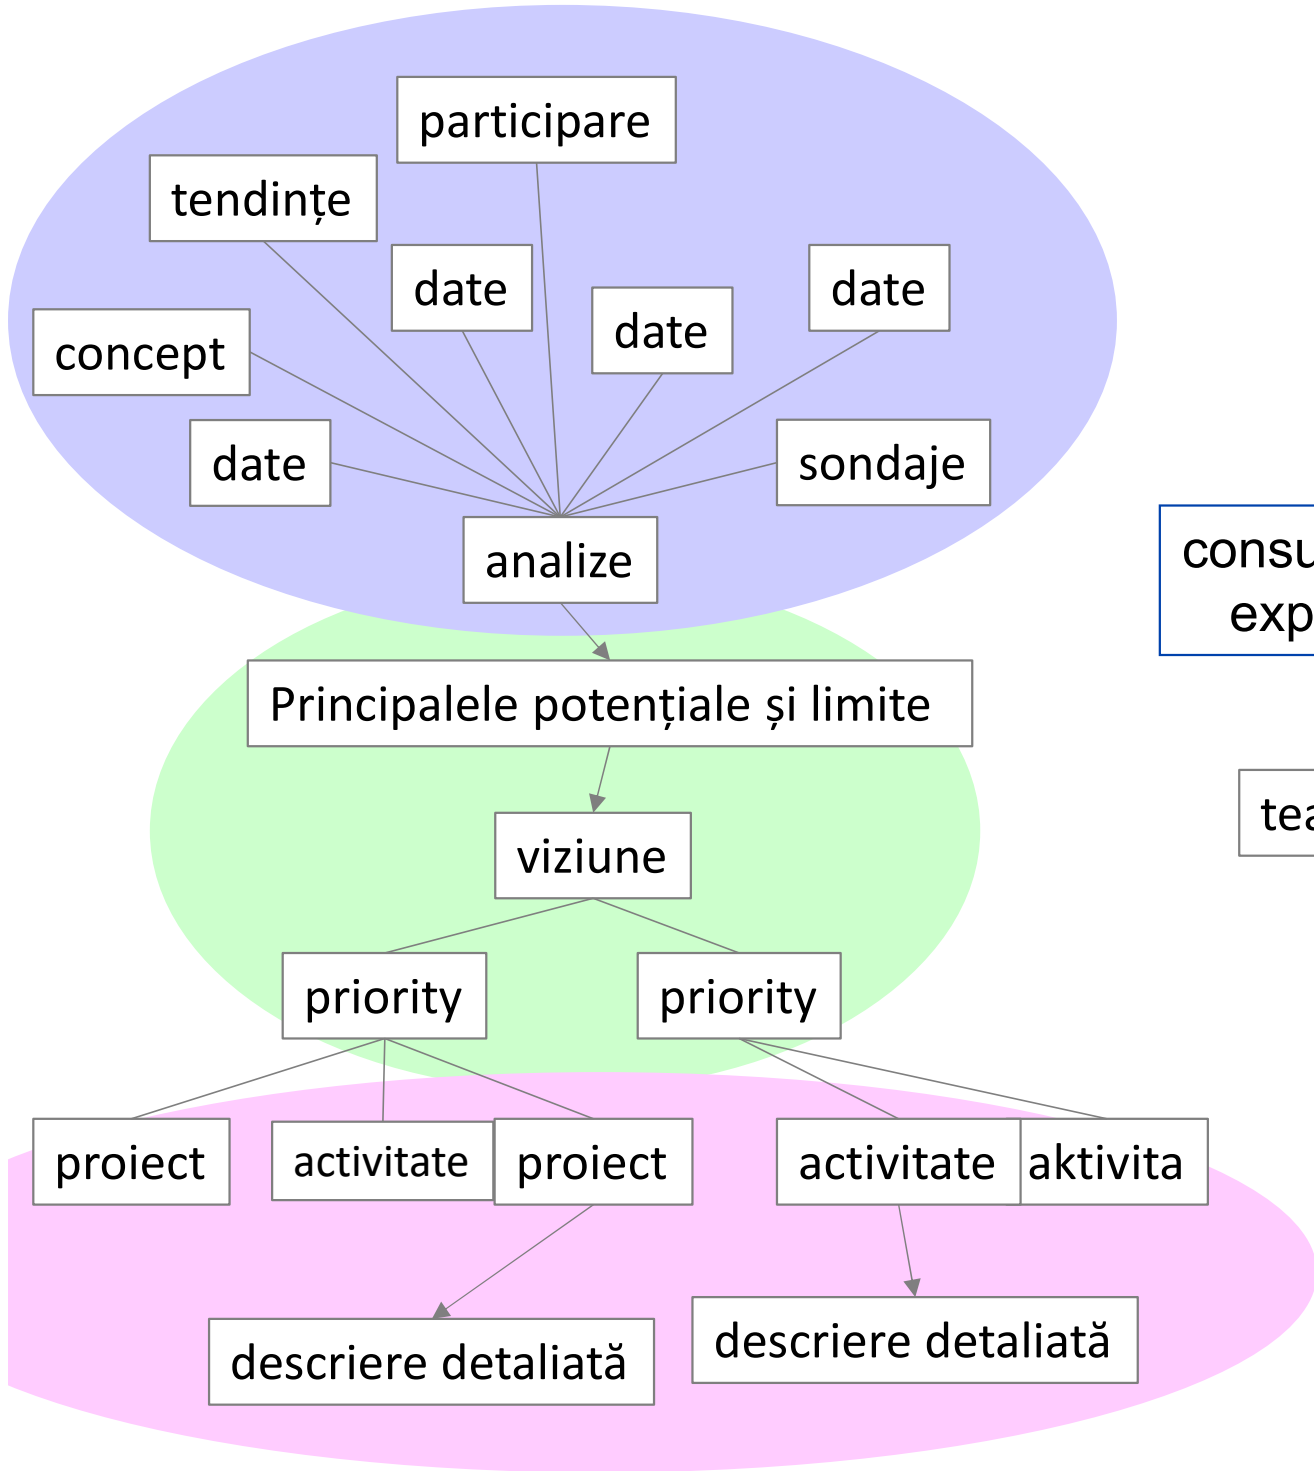 participare
tendințe
date
date
date
concept
date
sondaje
analize
Principalele potențiale și limite
viziune
priority
priority
proiect
activitate
proiect
activitate
aktivita
descriere detaliată
descriere detaliată